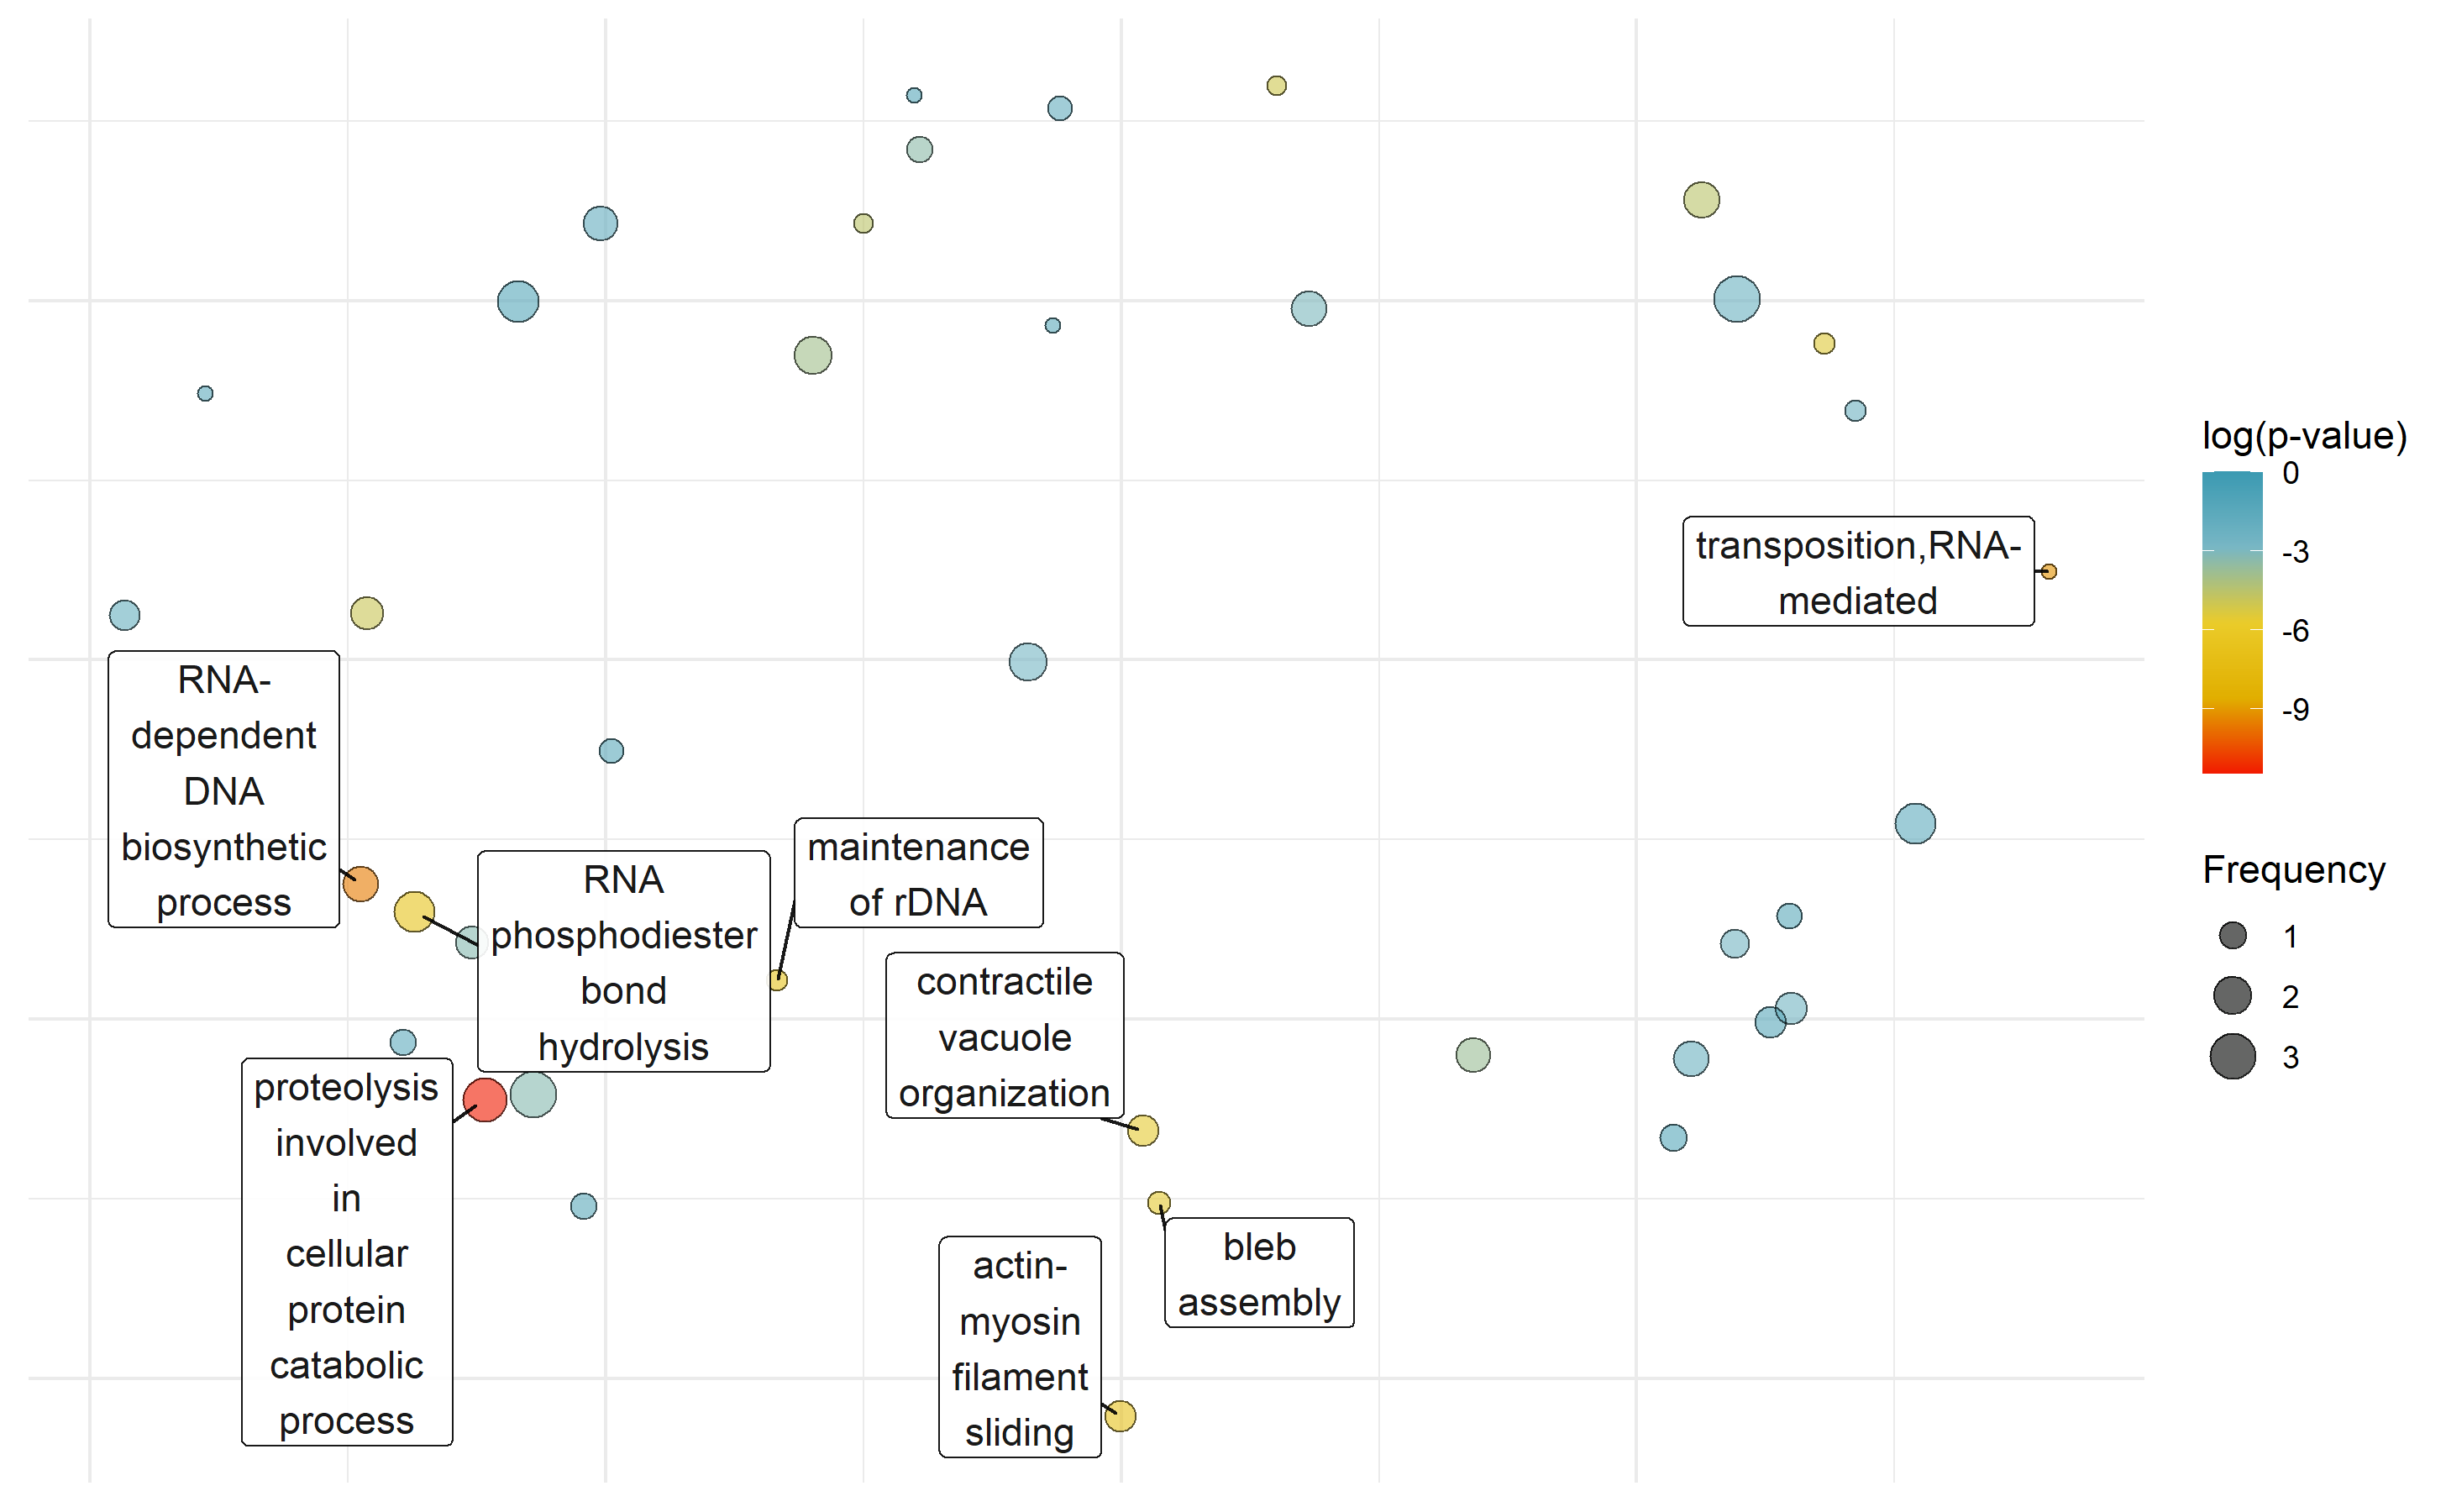 transposition,RNA-
mediated
RNA-
dependent
DNA
biosynthetic
process
RNA
phosphodiester
bond
hydrolysis
maintenance
of rDNA
contractile
vacuole
organization
proteolysis
involved
in
cellular
protein
catabolic
process
bleb
assembly
actin-
myosin
filament
sliding
log(p-value)
0
-3
-6
-9
Frequency
1
2
3